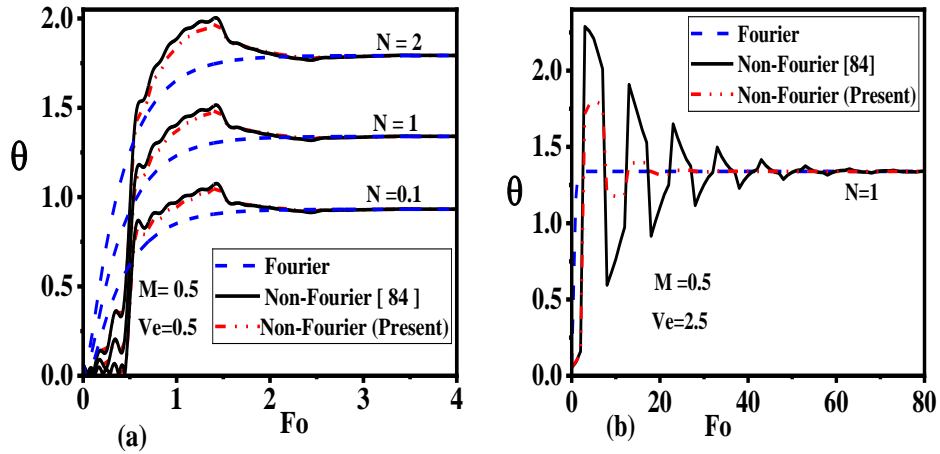 2.0
1.5
1.0
0.5
0.0
θ
N = 2
N = 1
N =0.1
Fourier
Non-Fourier [ 84 ]
Non-Fourier (Present)
M= 0.5
Ve=0.5
0 1 2 3 4
(a)
Fo
2.0
1.5
1.0
0.5
0.0
θ
Fourier
Non-Fourier [84]
Non-Fourier (Present)
N=1
M =0.5
Ve=2.5
0 20 40 60 80
(b)
Fo